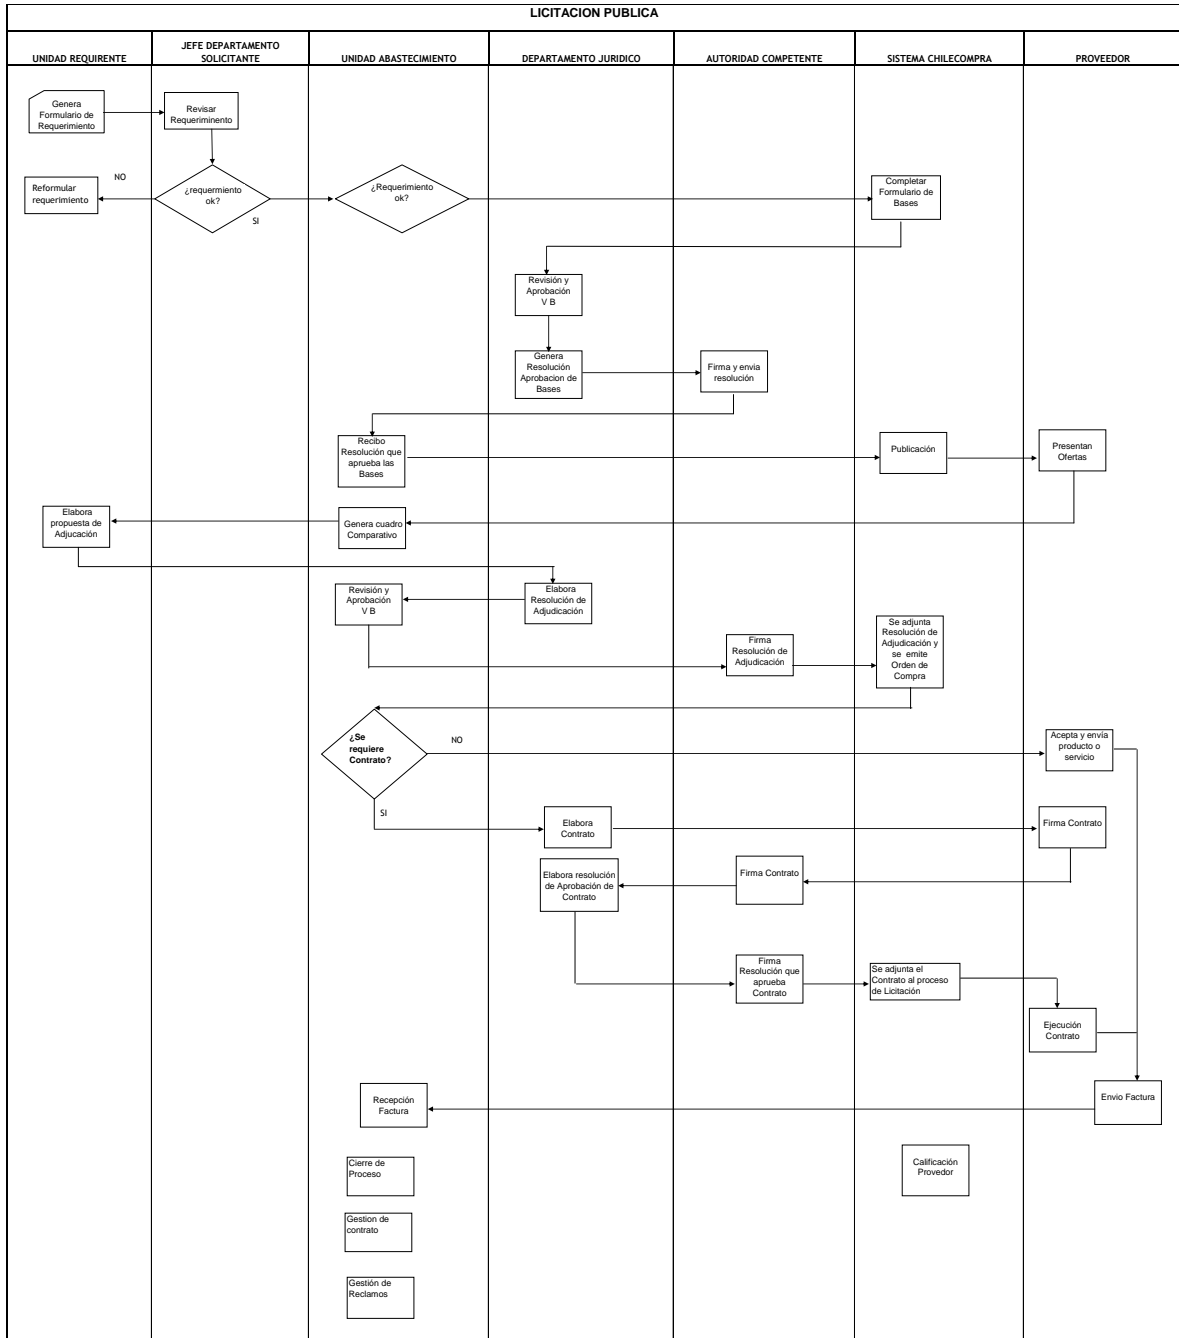 LICITACION PUBLICA
UNIDAD REQUIRENTE
JEFE DEPARTAMENTO
SOLICITANTE
UNIDAD ABASTECIMIENTO
DEPARTAMENTO JURIDICO
AUTORIDAD COMPETENTE
SISTEMA CHILECOMPRA
PROVEEDOR
Genera
Formulario de
Requerimiento
Revisar
Requeriminento
Reformular
requerimiento
NO
¿requermiento
ok?
SI
¿Requerimiento
ok?
Completar
Formulario de
Bases
Revisión y
Aprobación
V B
Genera
Resolución
Aprobacion de
Bases
Firma y envia
resolución
Recibo
Resolución que
aprueba las
Bases
Publicación
Presentan
Ofertas
Elabora
propuesta de
Adjucación
Genera cuadro
Comparativo
Revisión y
Aprobación
V B
Elabora
Resolución de
Adjudicación
Firma
Resolución de
Adjudicación
Se adjunta
Resolución de
Adjudicación y
se emite
Orden de
Compra
¿Se
requiere
Contrato?
NO
Acepta y envía
producto o
servicio
SI
Elabora
Contrato
Firma Contrato
Elabora resolución
de Aprobación de
Contrato
Firma Contrato
Firma
Resolución que
aprueba
Contrato
Se adjunta el
Contrato al proceso
de Licitación
Ejecución
Contrato
Recepción
Factura
Envio Factura
Cierre de
Proceso
Calificación
Provedor
Gestion de
contrato
Gestión de
Reclamos